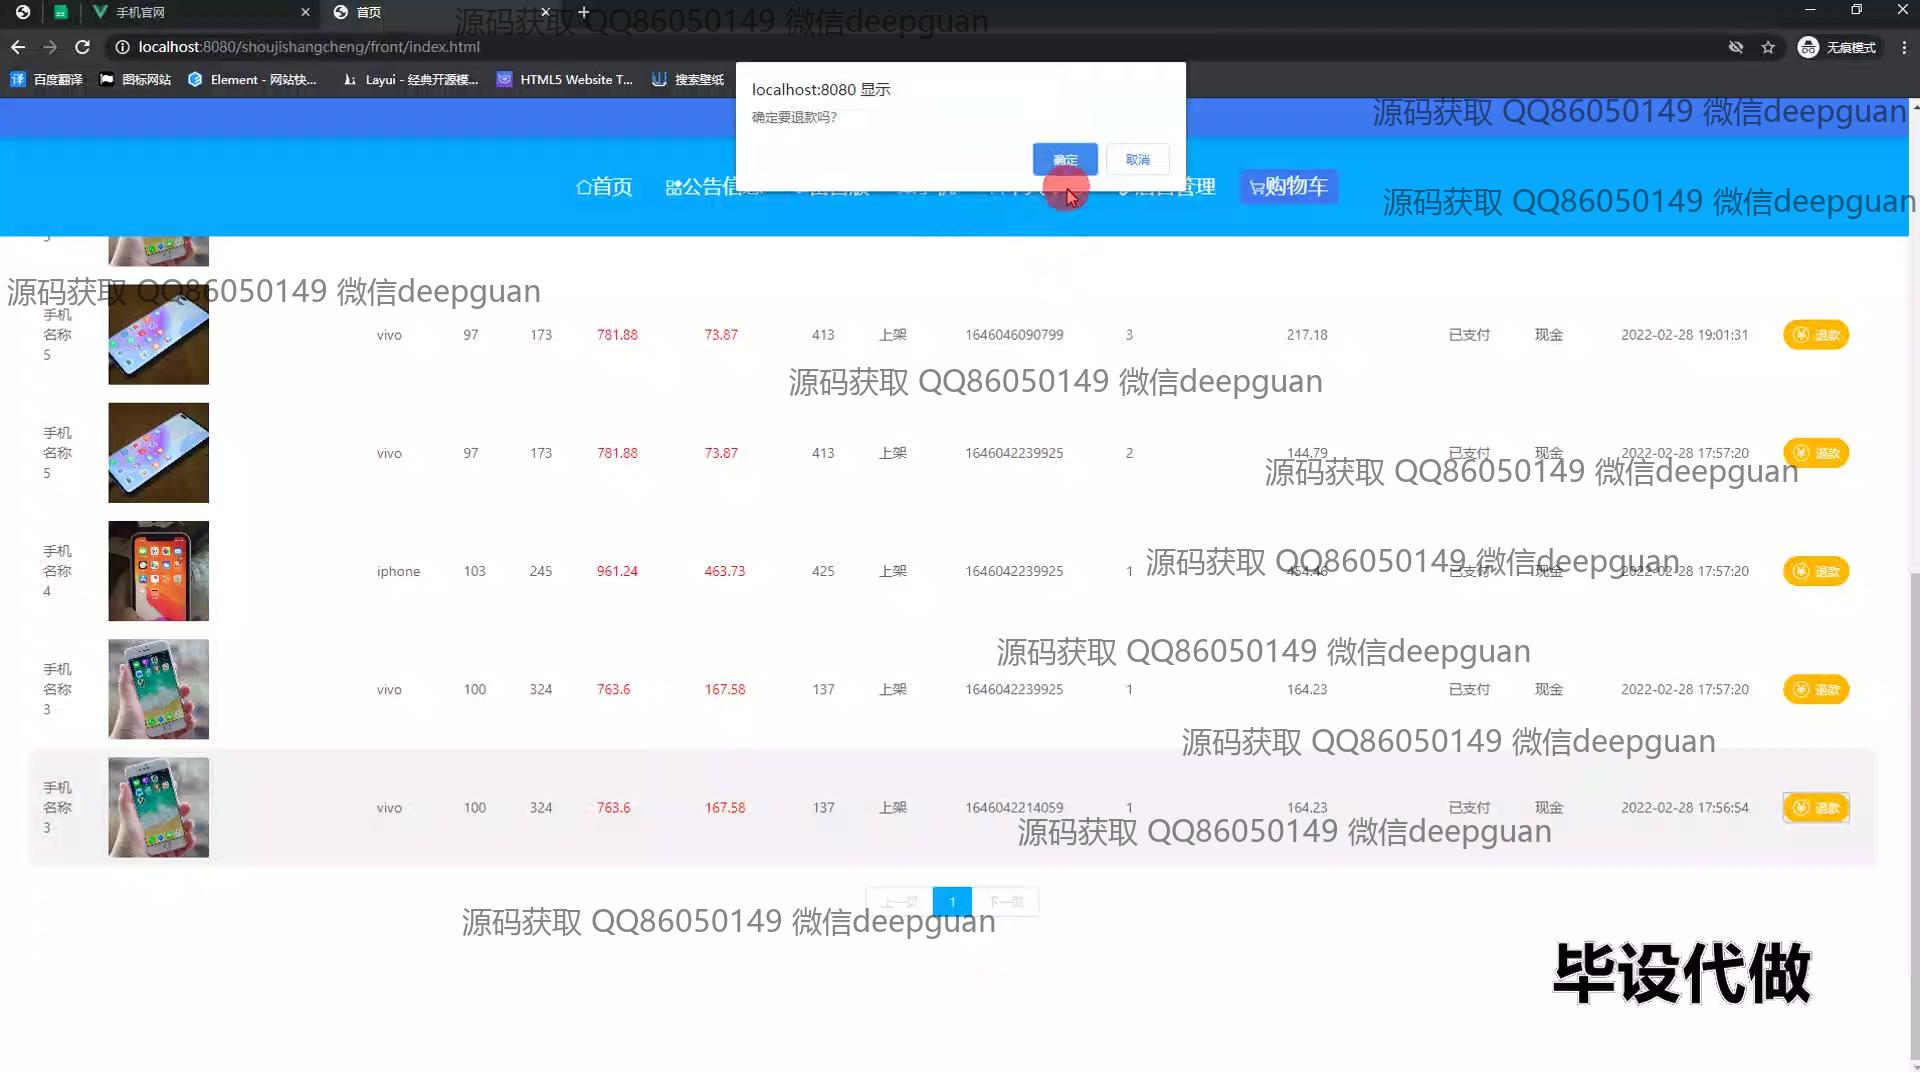 手机官网
首页
源码获取 QQ86050149 微信deepguan
localhost:8080/shoujishangcheng/front/index.html
无痕模式
百度翻译 图标网站 Element - 网站快... Layui - 经典开源模... HTML5 Website T... 搜索壁纸
localhost:8080 显示
确定要退款吗?
确定 取消
源码获取 QQ86050149 微信deepguan
首页 公告信息 店管理 购物车
源码获取 QQ86050149 微信deepguan
3
源码获取 QQ86050149 微信deepguan
手机名称5 vivo 97 173 781.88 73.87 413 上架 1646046090799 3 217.18 已支付 现金 2022-02-28 19:01:31 退款
源码获取 QQ86050149 微信deepguan
手机名称5 vivo 97 173 781.88 73.87 413 上架 1646042239925 2 144.79 已支付 现金 2022-02-28 17:57:20 退款
源码获取 QQ86050149 微信deepguan
手机名称4 iphone 103 245 961.24 463.73 425 上架 1646042239925 1 454.46 已支付 现金 2022-02-28 17:57:20 退款
源码获取 QQ86050149 微信deepguan
源码获取 QQ86050149 微信deepguan
手机名称3 vivo 100 324 763.6 167.58 137 上架 1646042239925 1 164.23 已支付 现金 2022-02-28 17:57:20 退款
源码获取 QQ86050149 微信deepguan
手机名称3 vivo 100 324 763.6 167.58 137 上架 1646042214059 1 164.23 已支付 现金 2022-02-28 17:56:54 退款
源码获取 QQ86050149 微信deepguan
上一页 1 下一页
源码获取 QQ86050149 微信deepguan
毕设代做